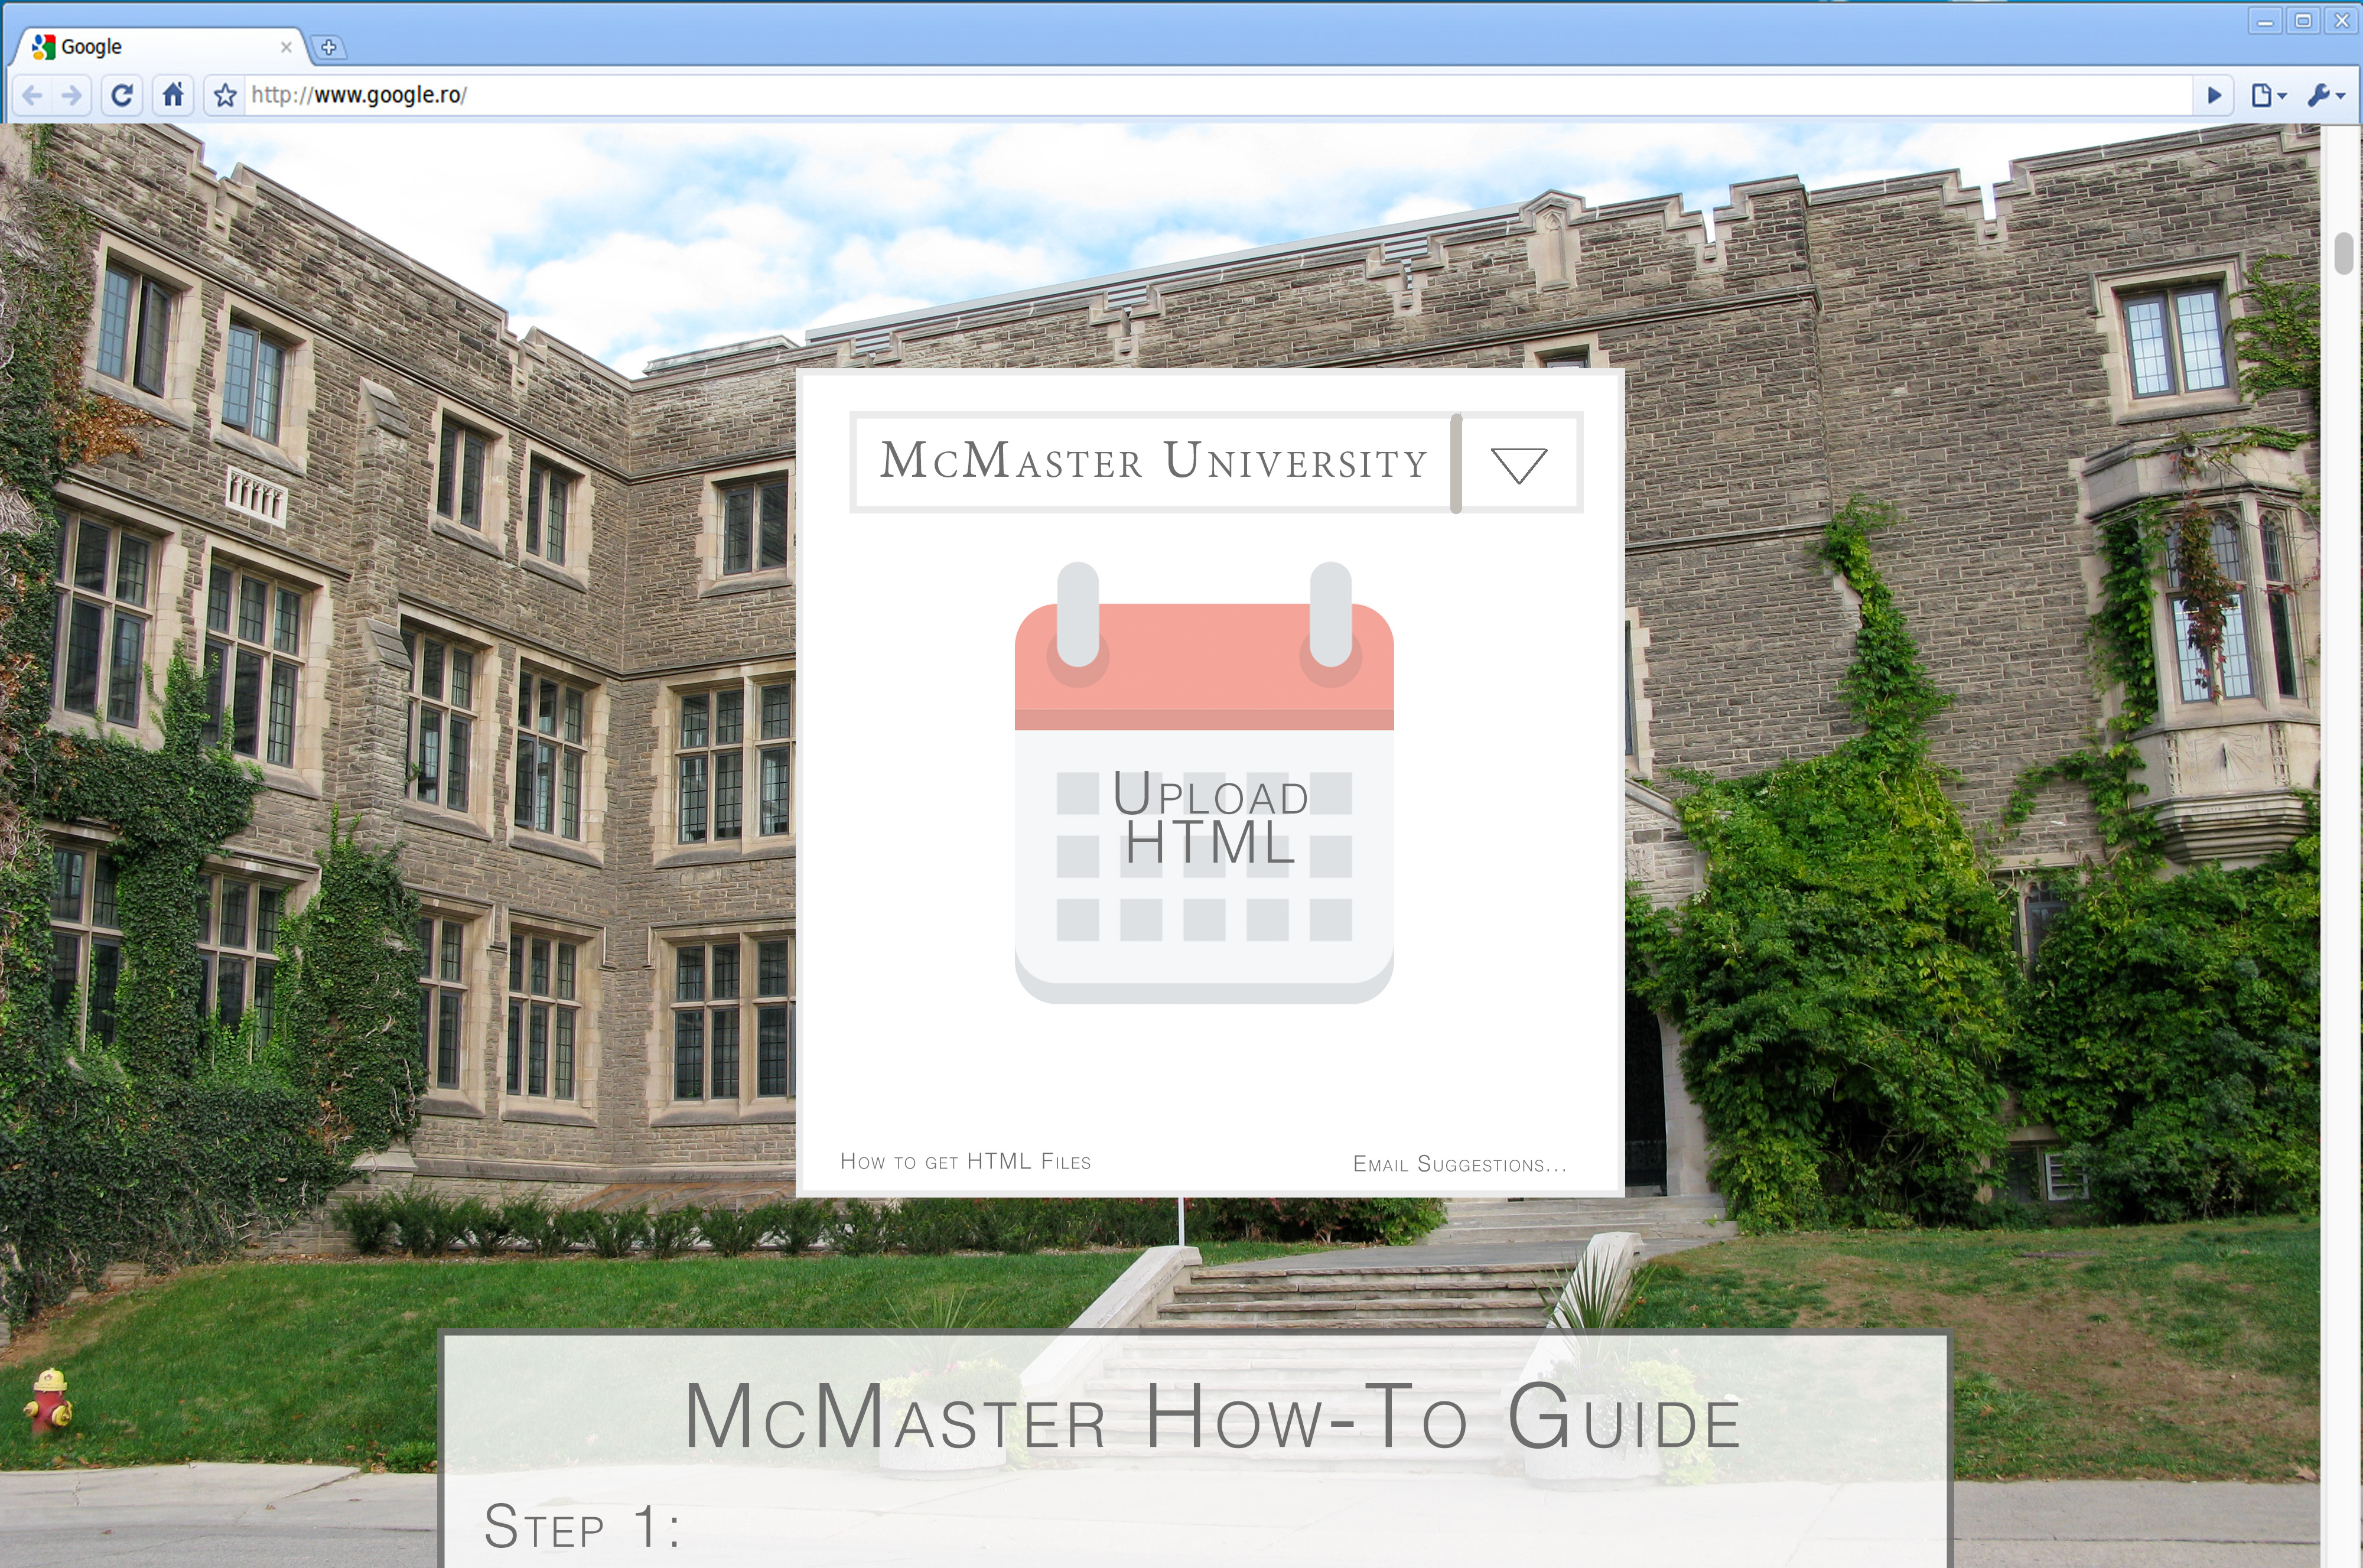 Google
http://www.google.ro/
McMaster University
Upload
HTML
How to get HTML Files
Email Suggestions...
McMaster How-To Guide
Step 1: